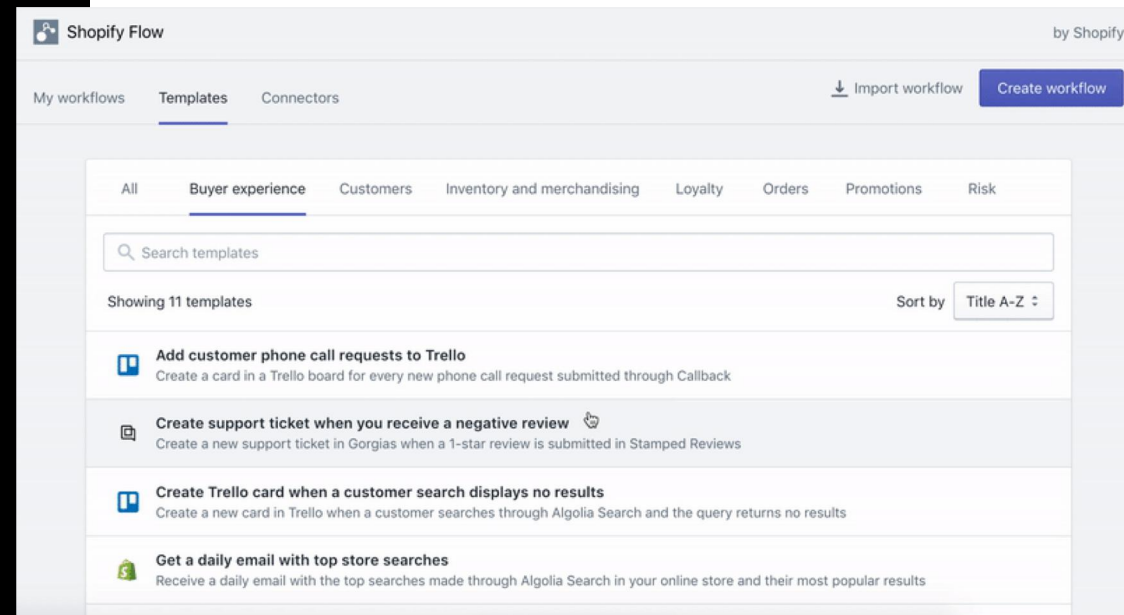 Shopify Flow
by Shopify
My workflows Templates Connectors
Import workflow
Create workflow
All Buyer experience Customers Inventory and merchandising Loyalty Orders Promotions Risk
Search templates
Showing 11 templates
Sort by Title A-Z
Add customer phone call requests to Trello
Create a card in a Trello board for every new phone call request submitted through Callback
Create support ticket when you receive a negative review
Create a new support ticket in Gorgias when a 1-star review is submitted in Stamped Reviews
Create Trello card when a customer search displays no results
Create a new card in Trello when a customer searches through Algolia Search and the query returns no results
Get a daily email with top store searches
Receive a daily email with the top searches made through Algolia Search in your online store and their most popular results